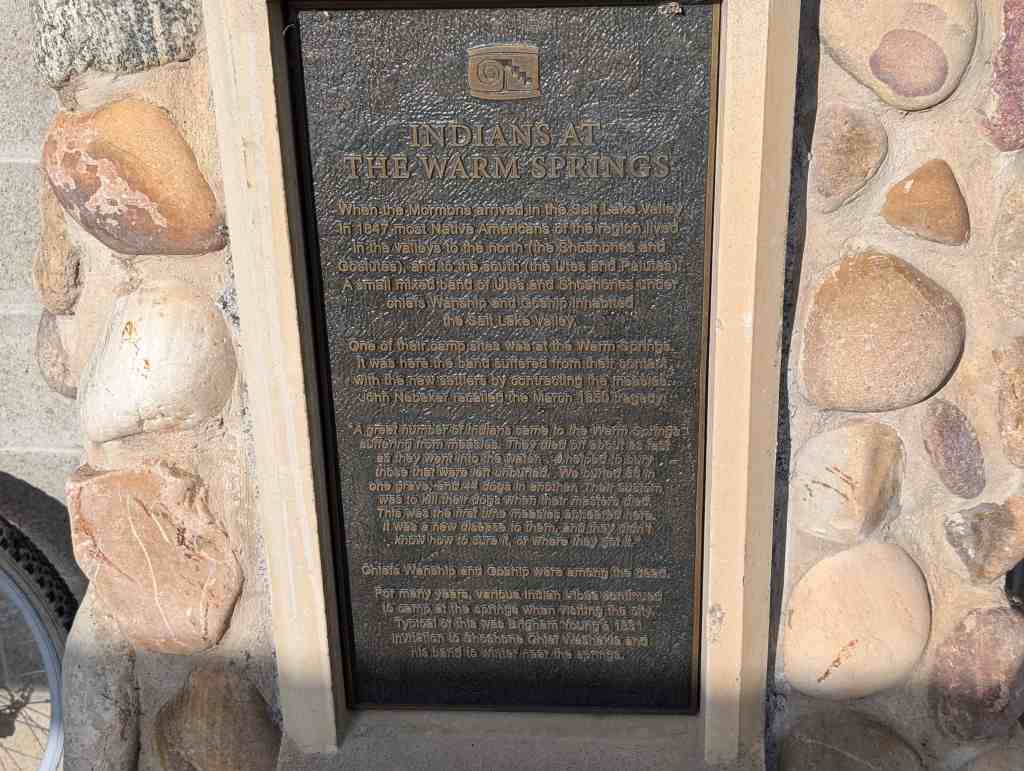 INDIANS AT
THE WARM SPRINGS
When the Mormons arrived in the Salt Lake Valley
in 1847 most Native Americans of the region lived
in the valleys to the north (the Shoshones and
Goslutes), and to the south (the Utes and Paiutes).
A small mixed band of Utes and Shoshones under
chiefs Wanship and Goship inhabited
the Salt Lake Valley.
One of their camp sites was at the Warm Springs.
It was here the band suffered from their contact
with the new settlers by contracting the measles.
John Nebeker recalled the March 1850 tragedy:
"A great number of Indians came to the Warm Springs
suffering from measles. They died off about as fast
as they went into the water. I helped to bury
those that were left unburied. We buried 36 in
one grave, and 44 dogs in another. Their custom
was to kill their dogs when their masters died.
This was the first time measles appeared here.
It was a new disease to them, and they didn't
know how to cure it, or where they got it."
Chiefs Wanship and Goship were among the dead.
For many years, various Indian tribes continued
to camp at the springs when visiting the city.
Typical of this was Brigham Young's 1851
invitation to Shoshone Chief Washakie and
his band to winter near the springs.